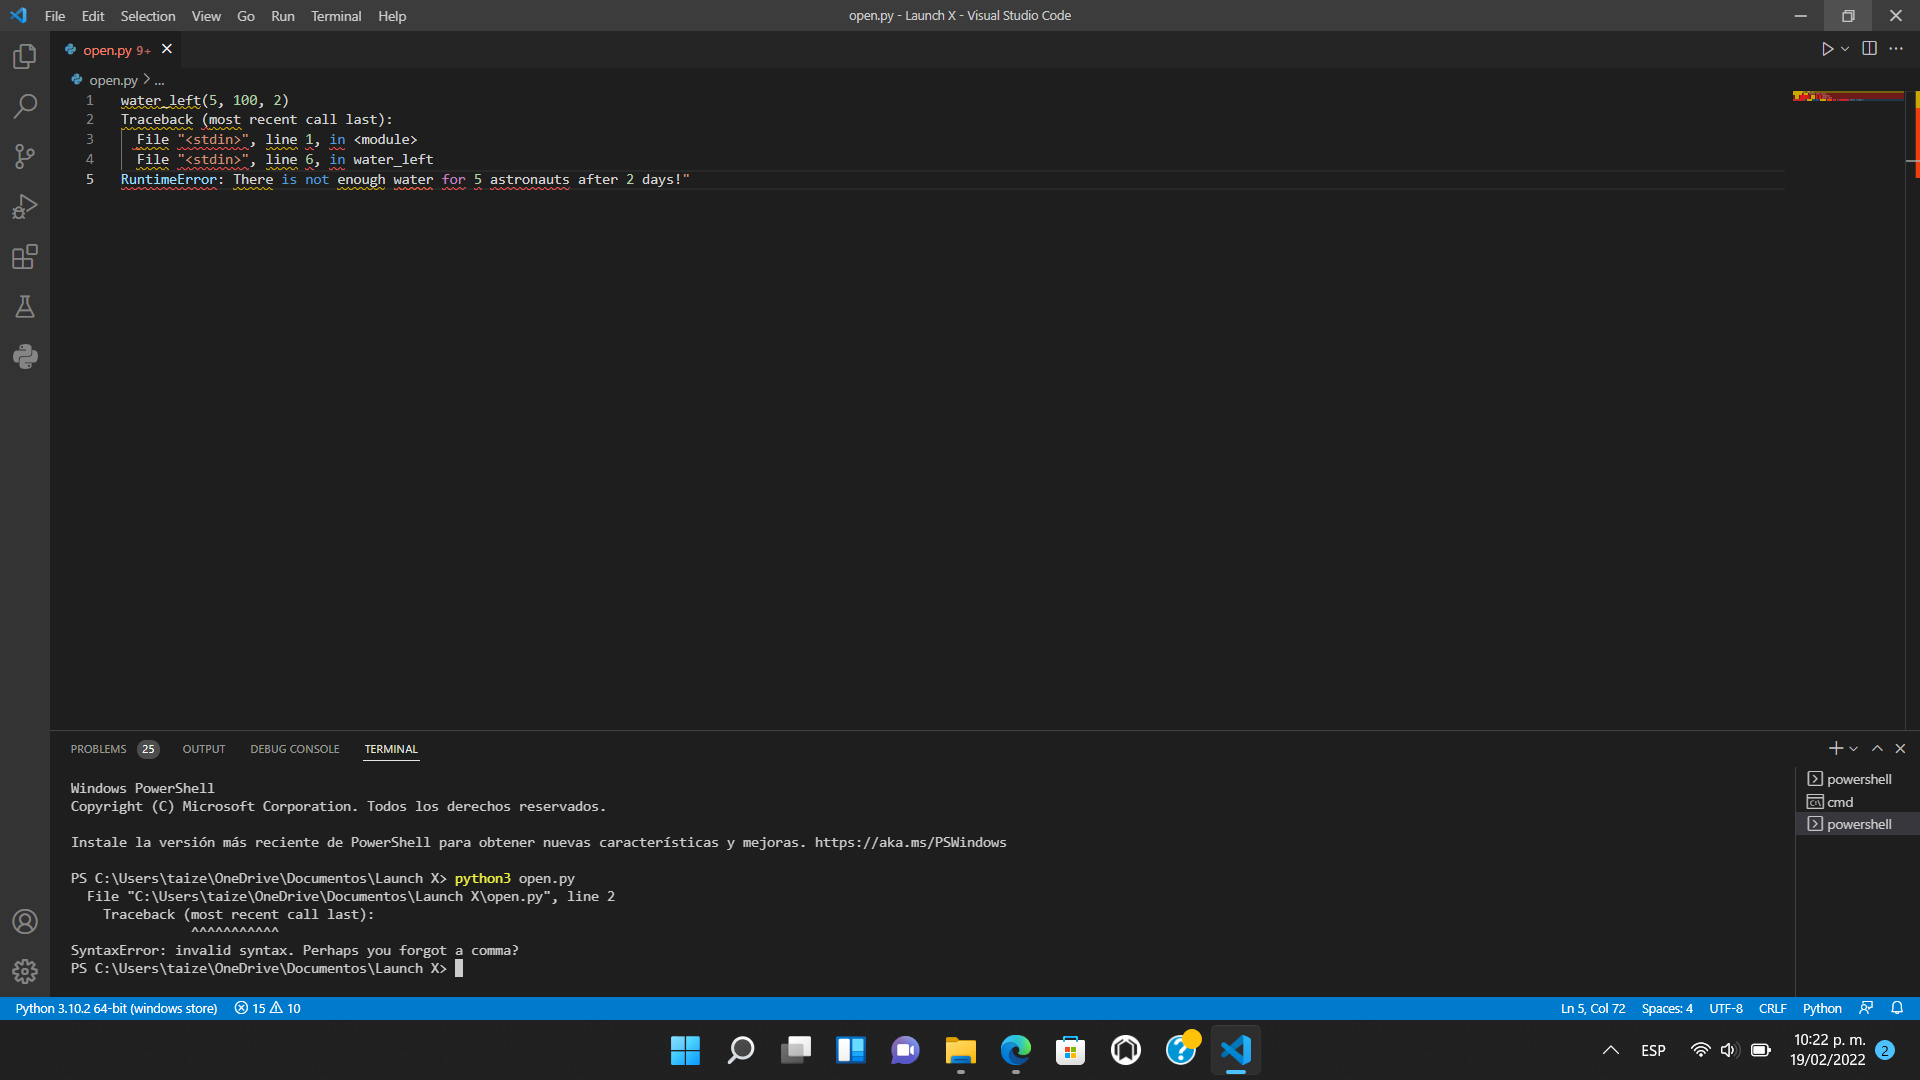 File Edit Selection View Go Run Terminal Help
open.py - Launch X - Visual Studio Code
open.py 9+
open.py > ...
1 water_left(5, 100, 2)
2 Traceback (most recent call last):
3 File "<stdin>", line 1, in <module>
4 File "<stdin>", line 6, in water_left
5 RuntimeError: There is not enough water for 5 astronauts after 2 days!"
PROBLEMS 25 OUTPUT DEBUG CONSOLE TERMINAL
Windows PowerShell
Copyright (C) Microsoft Corporation. Todos los derechos reservados.
Instale la versión más reciente de PowerShell para obtener nuevas características y mejoras. https://aka.ms/PSWindows
PS C:\Users\taize\OneDrive\Documentos\Launch X> python3 open.py
File "C:\Users\taize\OneDrive\Documentos\Launch X\open.py", line 2
Traceback (most recent call last):
^^^^^^^^^^^
SyntaxError: invalid syntax. Perhaps you forgot a comma?
PS C:\Users\taize\OneDrive\Documentos\Launch X>
powershell
cmd
powershell
Python 3.10.2 64-bit (windows store) 15 10
Ln 5, Col 72 Spaces: 4 UTF-8 CRLF Python
ESP
10:22 p. m.
19/02/2022
2